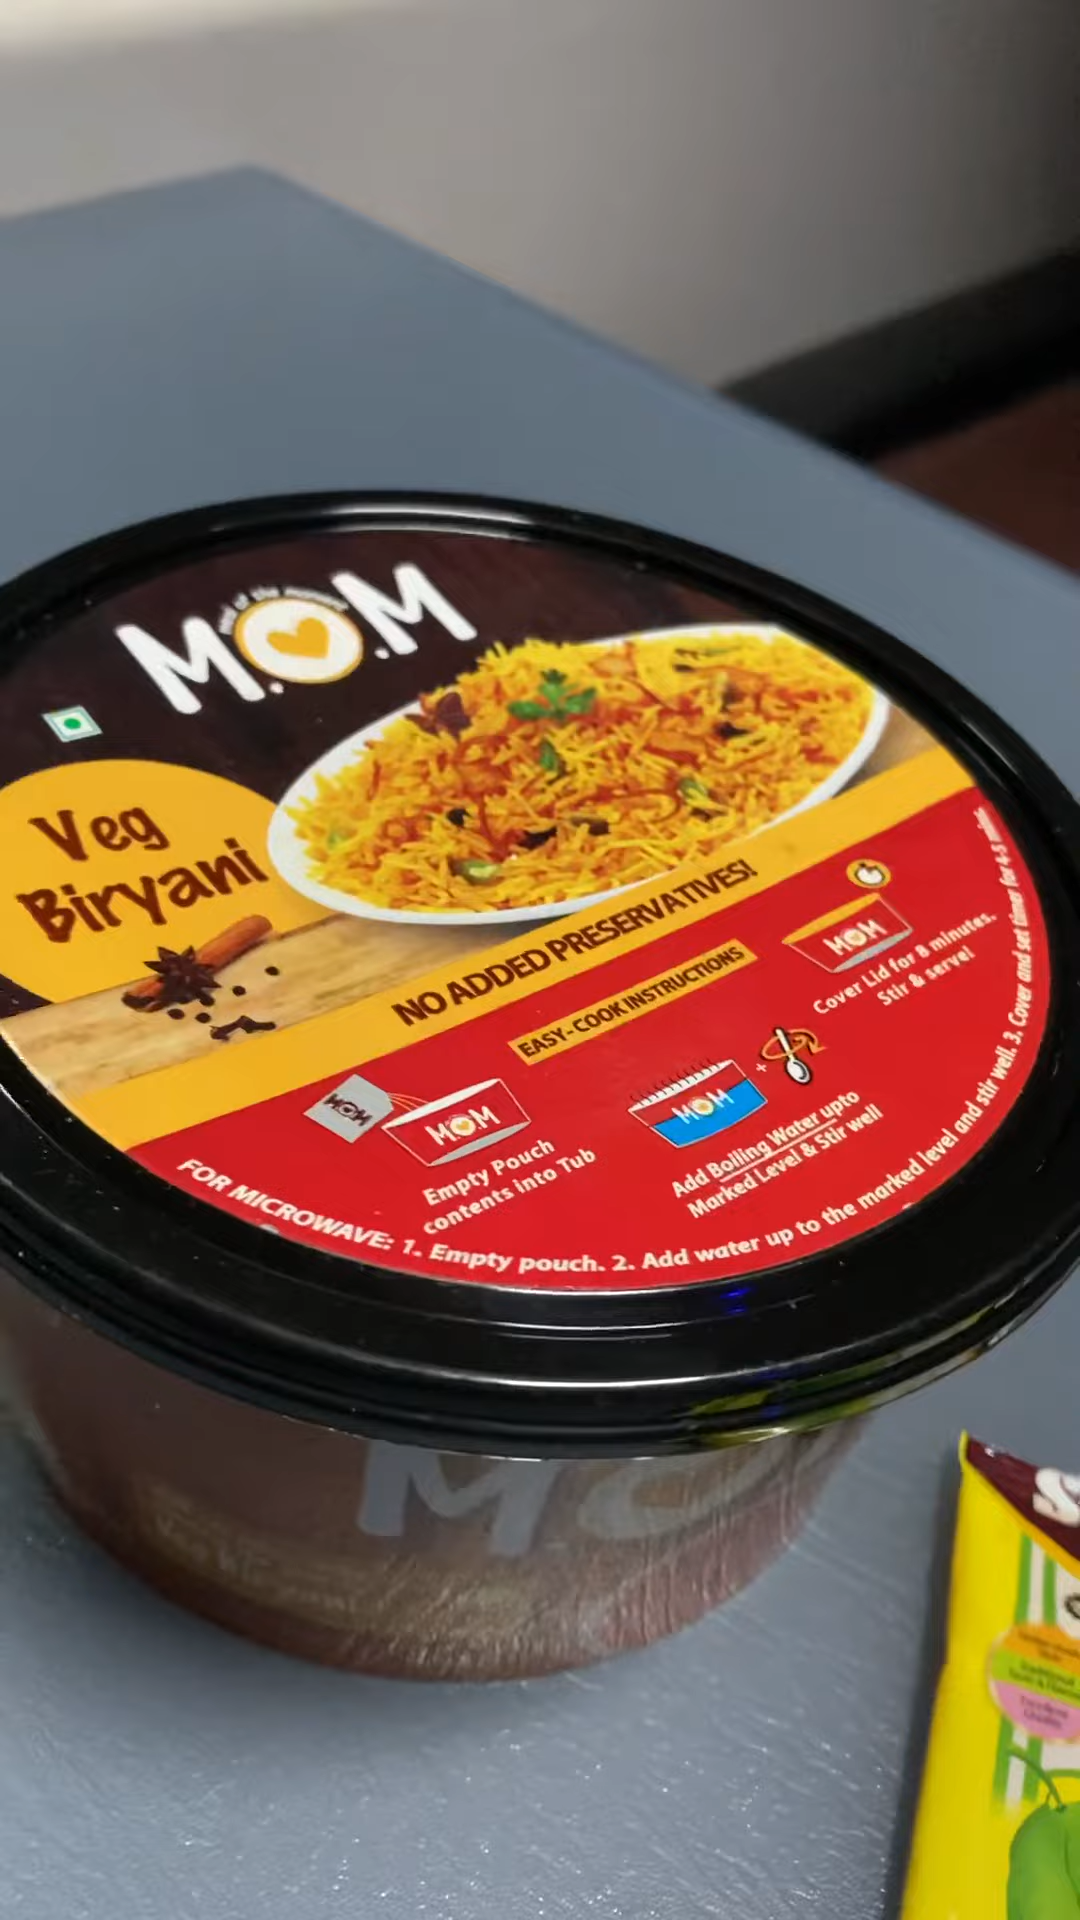 M.O.M
Veg
Biryani
NO ADDED PRESERVATIVES!
EASY-COOK INSTRUCTIONS
MOM
M.O.M
Empty Pouch
contents into Tub
MOM
+
Add Boiling Water upto
Marked Level & Stir well
MOM
Cover Lid for 8 minutes.
Stir & serve!
FOR MICROWAVE: 1. Empty pouch. 2. Add water up to the marked level and stir well. 3. Cover and set timer for 4-5 min
MO